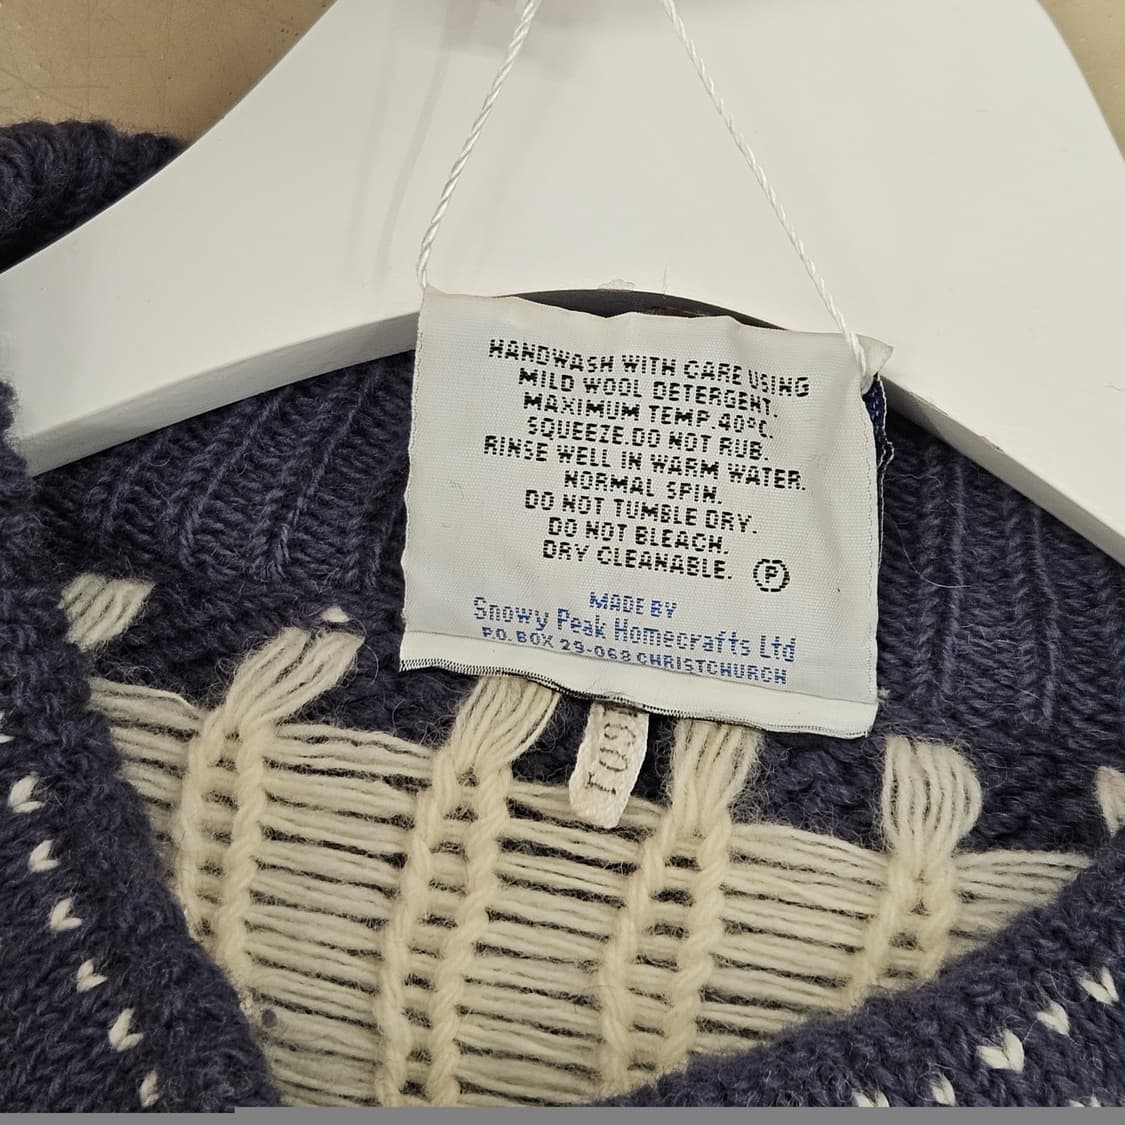 HANDWASH WITH CARE USING
MILD WOOL DETERGENT.
MAXIMUM TEMP.40ºC.
SQUEEZE.DO NOT RUB.
RINSE WELL IN WARM WATER.
NORMAL SPIN.
DO NOT TUMBLE DRY.
DO NOT BLEACH.
DRY CLEANABLE. Ⓟ
MADE BY
Snowy Peak Homecrafts Ltd
P.O. BOX 29-068 CHRISTCHURCH